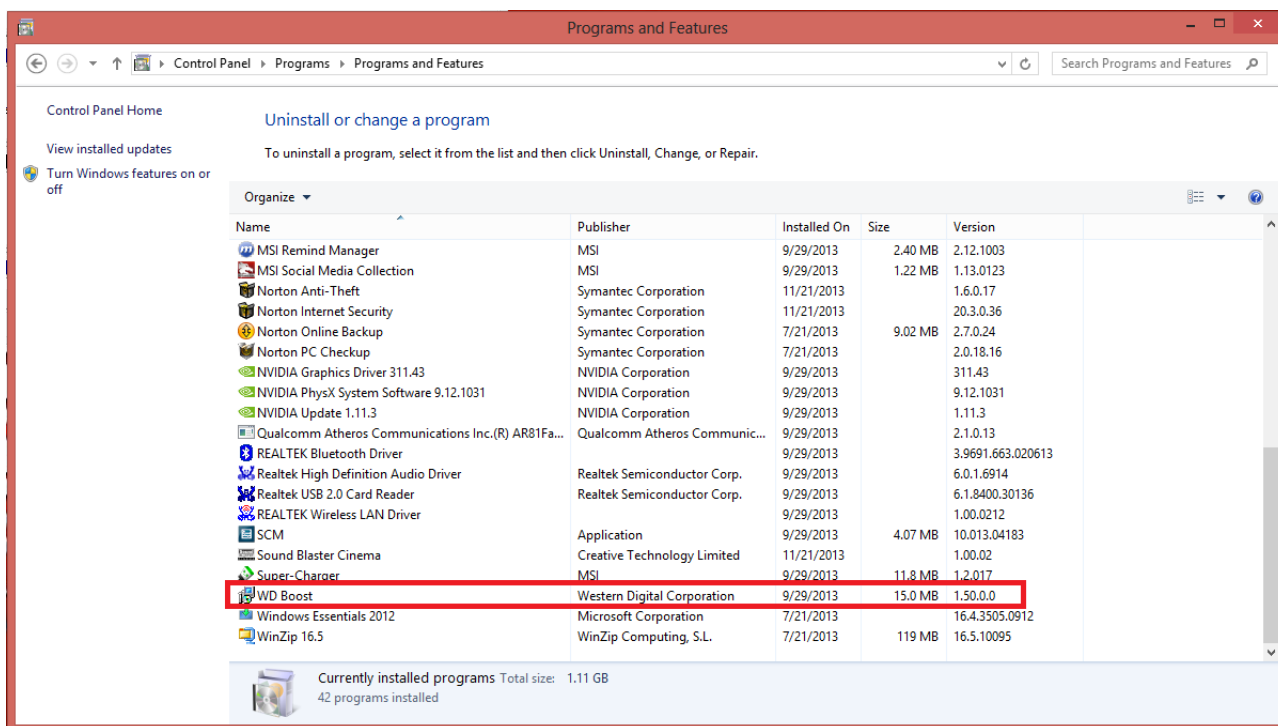 Programs and Features
Control Panel Programs Programs and Features
Search Programs and Features
Control Panel Home
View installed updates
Turn Windows features on or
off
Uninstall or change a program
To uninstall a program, select it from the list and then click Uninstall, Change, or Repair.
Organize
Name Publisher Installed On Size Version
MSI Remind Manager MSI 9/29/2013 2.40 MB 2.12.1003
MSI Social Media Collection MSI 9/29/2013 1.22 MB 1.13.0123
Norton Anti-Theft Symantec Corporation 11/21/2013 1.6.0.17
Norton Internet Security Symantec Corporation 11/21/2013 20.3.0.36
Norton Online Backup Symantec Corporation 7/21/2013 9.02 MB 2.7.0.24
Norton PC Checkup Symantec Corporation 7/21/2013 2.0.18.16
NVIDIA Graphics Driver 311.43 NVIDIA Corporation 9/29/2013 311.43
NVIDIA PhysX System Software 9.12.1031 NVIDIA Corporation 9/29/2013 9.12.1031
NVIDIA Update 1.11.3 NVIDIA Corporation 9/29/2013 1.11.3
Qualcomm Atheros Communications Inc.(R) AR81Fa... Qualcomm Atheros Communic... 9/29/2013 2.1.0.13
REALTEK Bluetooth Driver 9/29/2013 3.9691.663.020613
Realtek High Definition Audio Driver Realtek Semiconductor Corp. 9/29/2013 6.0.1.6914
Realtek USB 2.0 Card Reader Realtek Semiconductor Corp. 9/29/2013 6.1.8400.30136
REALTEK Wireless LAN Driver 9/29/2013 1.00.0212
SCM Application 9/29/2013 4.07 MB 10.013.04183
Sound Blaster Cinema Creative Technology Limited 11/21/2013 1.00.02
Super-Charger MSI 9/29/2013 11.8 MB 1.2.017
WD Boost Western Digital Corporation 9/29/2013 15.0 MB 1.50.0.0
Windows Essentials 2012 Microsoft Corporation 7/21/2013 16.4.3505.0912
WinZip 16.5 WinZip Computing, S.L. 7/21/2013 119 MB 16.5.10095
Currently installed programs Total size: 1.11 GB
42 programs installed